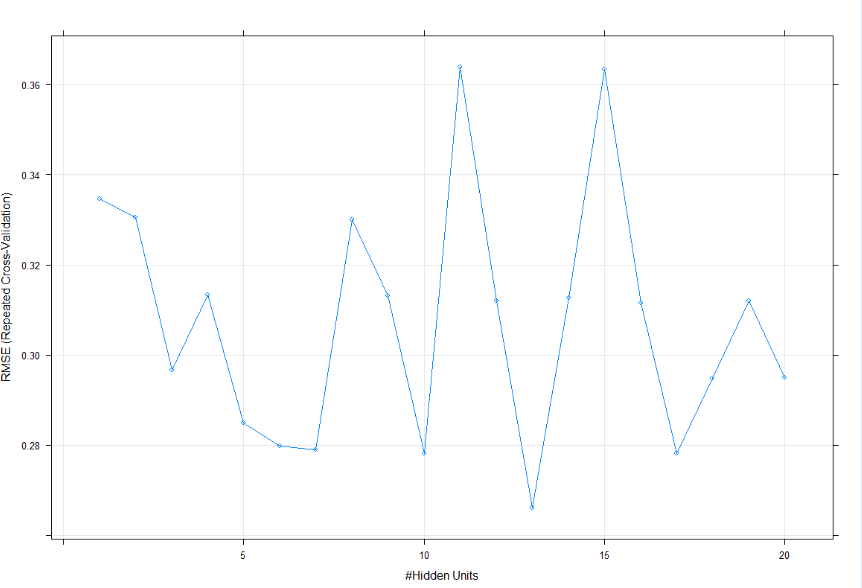 0.36
0.34
0.32
0.30
0.28
RMSE (Repeated Cross-Validation)
5 10 15 20
#Hidden Units